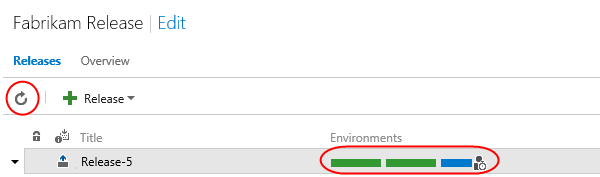 Fabrikam Release | Edit
Releases Overview
Release
Title Environments
Release-5